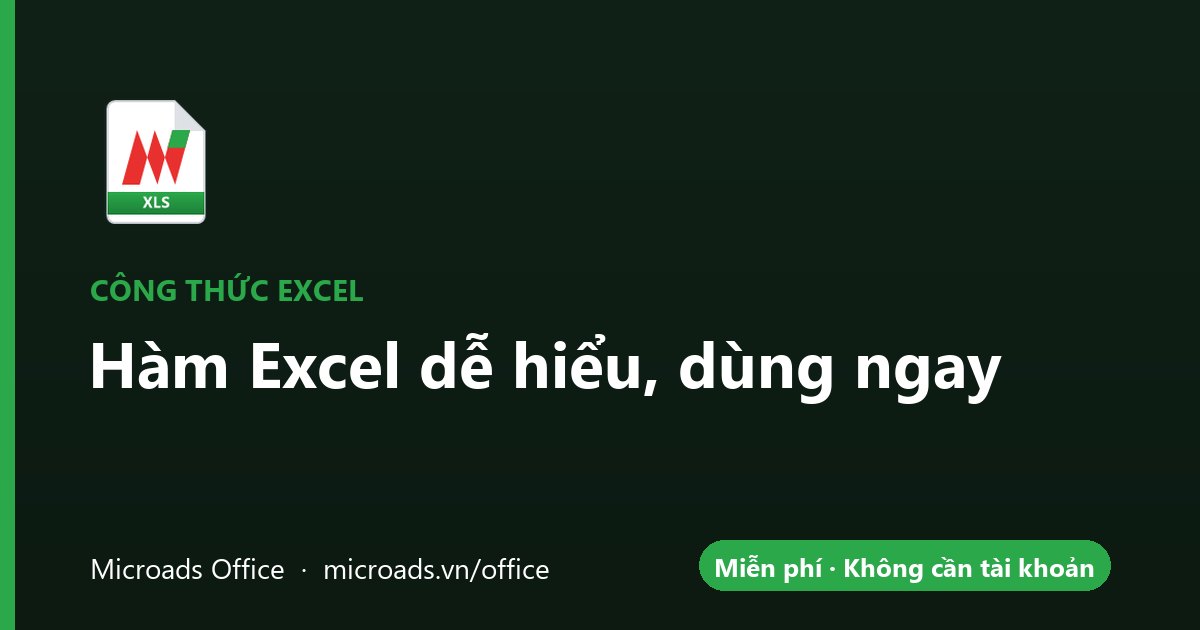 XLS
CÔNG THỨC EXCEL
Hàm Excel dễ hiểu, dùng ngay
Microads Office · microads.vn/office
Miễn phí · Không cần tài khoản